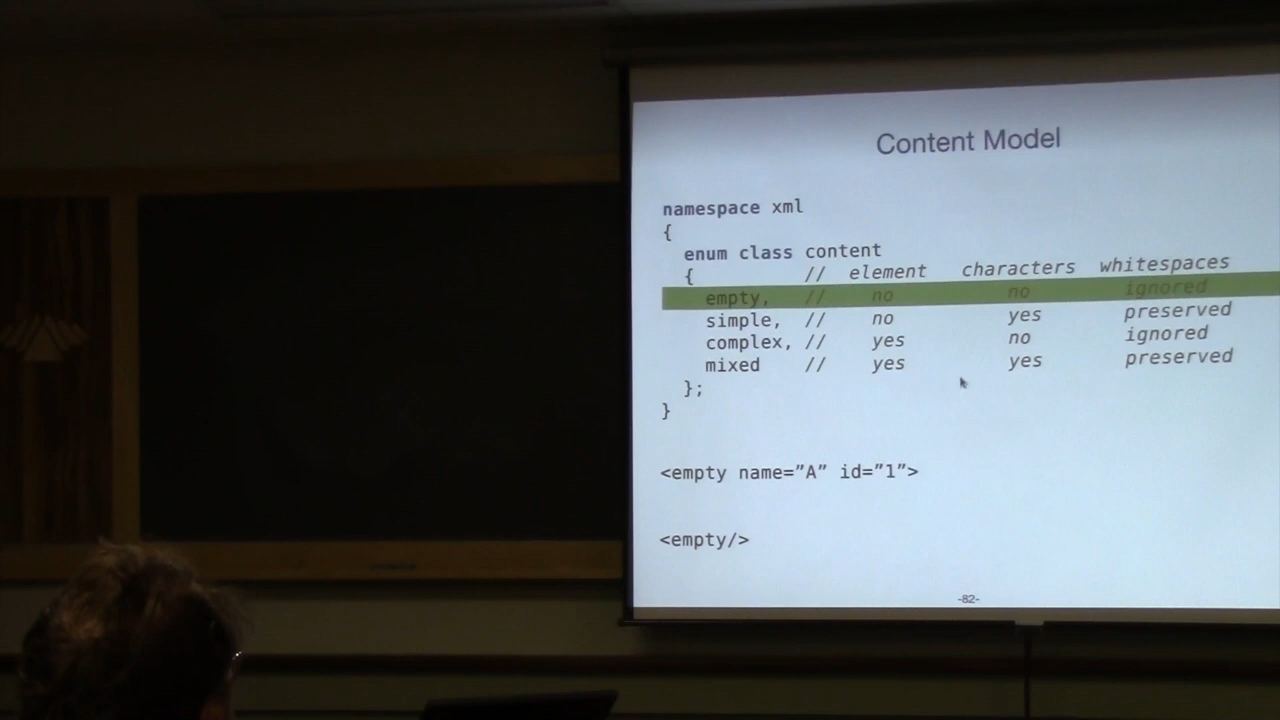 Content Model
namespace xml
{
enum class content
{ // element characters whitespaces
empty, // no no ignored
simple, // no yes preserved
complex, // yes no ignored
mixed // yes yes preserved
};
}
<empty name=”A” id=”1”>
<empty/>
-82-